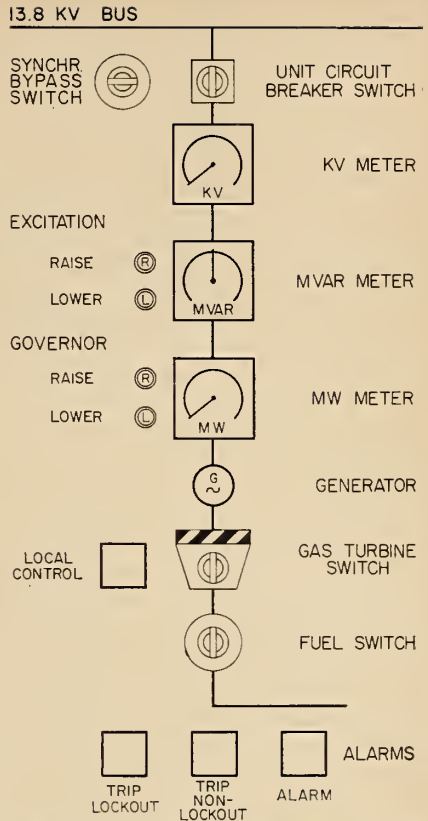 13.8 KV BUS
SYNCHR.
BYPASS
SWITCH
UNIT CIRCUIT
BREAKER SWITCH
KV
KV METER
EXCITATION
RAISE R
LOWER L
MVAR
MVAR METER
GOVERNOR
RAISE R
LOWER L
MW
MW METER
G
GENERATOR
LOCAL
CONTROL
GAS TURBINE
SWITCH
FUEL SWITCH
ALARMS
TRIP
LOCKOUT
TRIP
NON-
LOCKOUT
ALARM